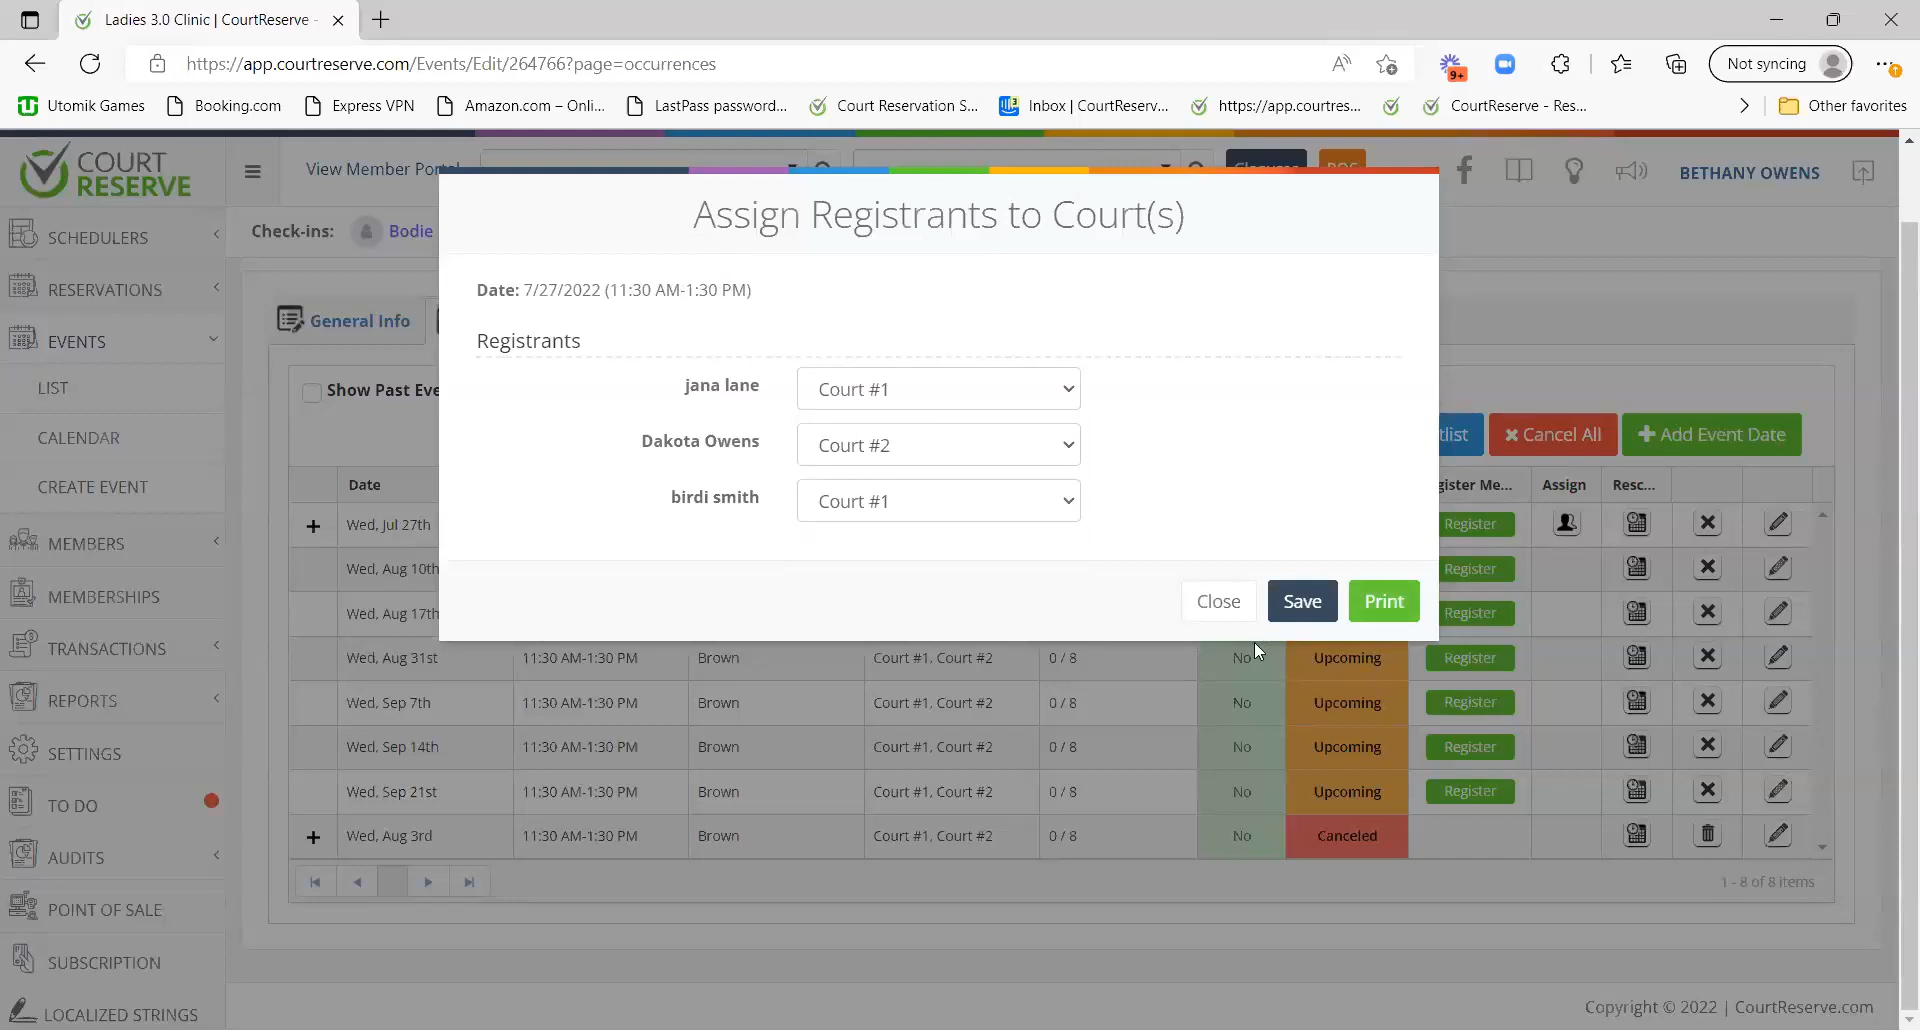 Ladies 3.0 Clinic | CourtReserve -
https://app.courtreserve.com/Events/Edit/264766?page=occurrences
9+
Not syncing
Utomik Games
Booking.com
Express VPN
Amazon.com – Onli...
LastPass password...
Court Reservation S...
Inbox | CourtReserv...
https://app.courtres...
CourtReserve - Res...
Other favorites
COURT
RESERVE
View Member Por
Closures
POS
BETHANY OWENS
Check-ins:
Bodie
SCHEDULERS
RESERVATIONS
EVENTS
LIST
CALENDAR
CREATE EVENT
MEMBERS
MEMBERSHIPS
TRANSACTIONS
REPORTS
SETTINGS
TO DO
AUDITS
POINT OF SALE
SUBSCRIPTION
LOCALIZED STRINGS
General Info
Show Past Eve
Assign Registrants to Court(s)
Date: 7/27/2022 (11:30 AM-1:30 PM)
Registrants
jana lane Court #1
Dakota Owens Court #2
birdi smith Court #1
Close Save Print
tlist Cancel All + Add Event Date
Date gister Me... Assign Resc...
+ Wed, Jul 27th Register
Wed, Aug 10th Register
Wed, Aug 17th Register
Wed, Aug 31st 11:30 AM-1:30 PM Brown Court #1, Court #2 0 / 8 No Upcoming Register
Wed, Sep 7th 11:30 AM-1:30 PM Brown Court #1, Court #2 0 / 8 No Upcoming Register
Wed, Sep 14th 11:30 AM-1:30 PM Brown Court #1, Court #2 0 / 8 No Upcoming Register
Wed, Sep 21st 11:30 AM-1:30 PM Brown Court #1, Court #2 0 / 8 No Upcoming Register
+ Wed, Aug 3rd 11:30 AM-1:30 PM Brown Court #1, Court #2 0 / 8 No Canceled
1 - 8 of 8 items
Copyright © 2022 | CourtReserve.com